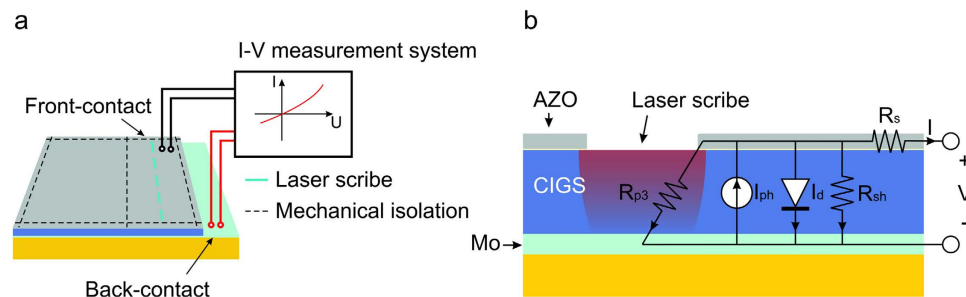 a
I-V measurement system
I
U
Front-contact
Laser scribe
Mechanical isolation
Back-contact
b
AZO
Laser scribe
Rs
I
+
CIGS
Rp3
Iph
Id
Rsh
V
-
Mo